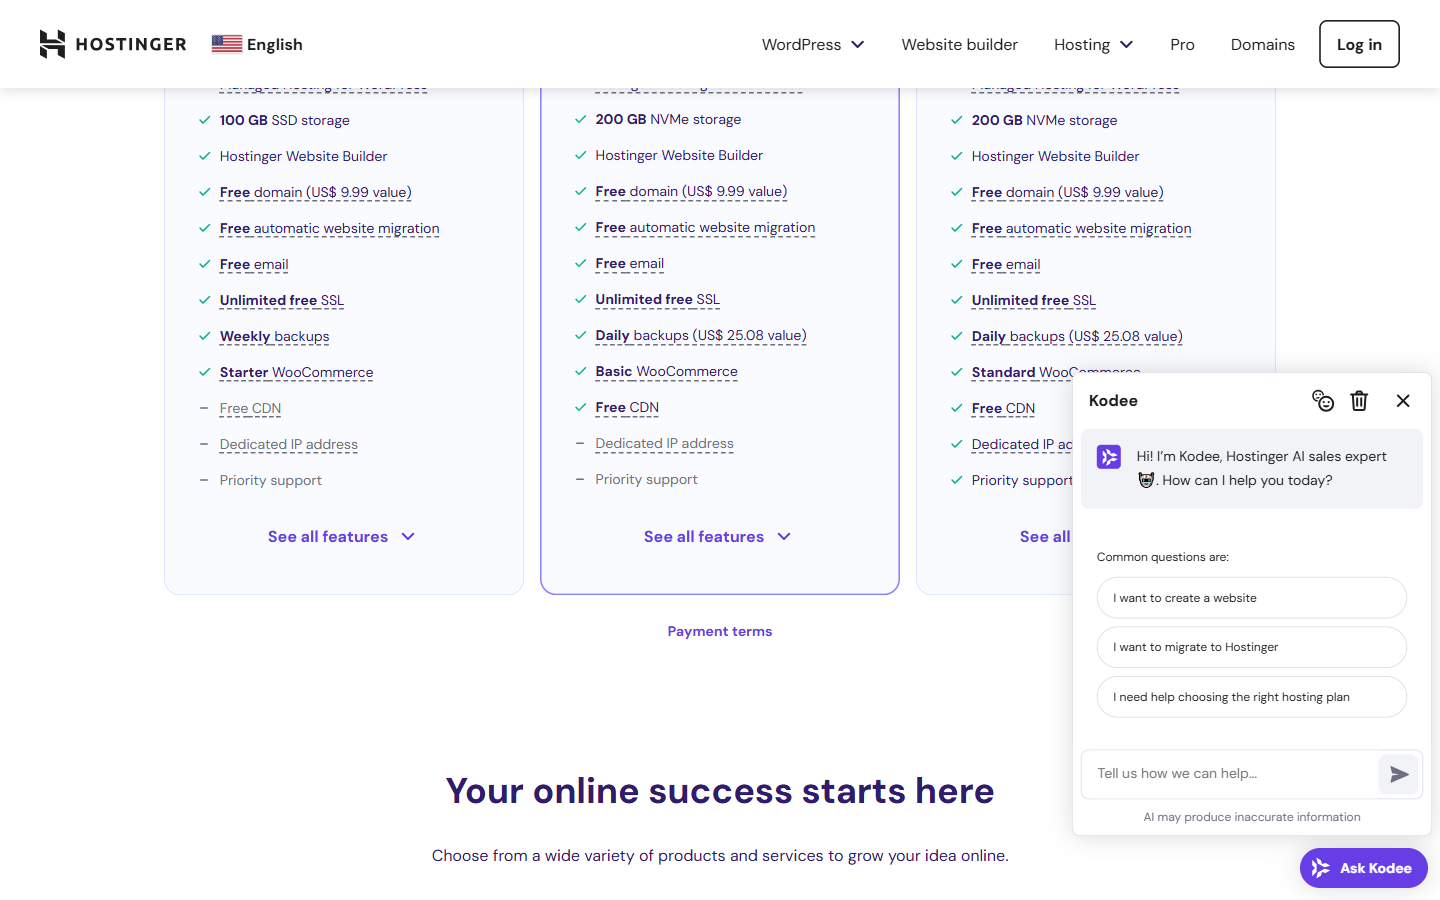 HOSTINGER
English
WordPress
Website builder
Hosting
Pro
Domains
Log in
100 GB SSD storage
Hostinger Website Builder
Free domain (US$ 9.99 value)
Free automatic website migration
Free email
Unlimited free SSL
Weekly backups
Starter WooCommerce
Free CDN
Dedicated IP address
Priority support
See all features
200 GB NVMe storage
Hostinger Website Builder
Free domain (US$ 9.99 value)
Free automatic website migration
Free email
Unlimited free SSL
Daily backups (US$ 25.08 value)
Basic WooCommerce
Free CDN
Dedicated IP address
Priority support
See all features
200 GB NVMe storage
Hostinger Website Builder
Free domain (US$ 9.99 value)
Free automatic website migration
Free email
Unlimited free SSL
Daily backups (US$ 25.08 value)
Standard WooCommerce
Free CDN
Dedicated IP
Priority support
See all
Payment terms
Your online success starts here
Choose from a wide variety of products and services to grow your idea online.
Kodee
Hi! I'm Kodee, Hostinger AI sales expert
. How can I help you today?
Common questions are:
I want to create a website
I want to migrate to Hostinger
I need help choosing the right hosting plan
Tell us how we can help...
AI may produce inaccurate information
Ask Kodee